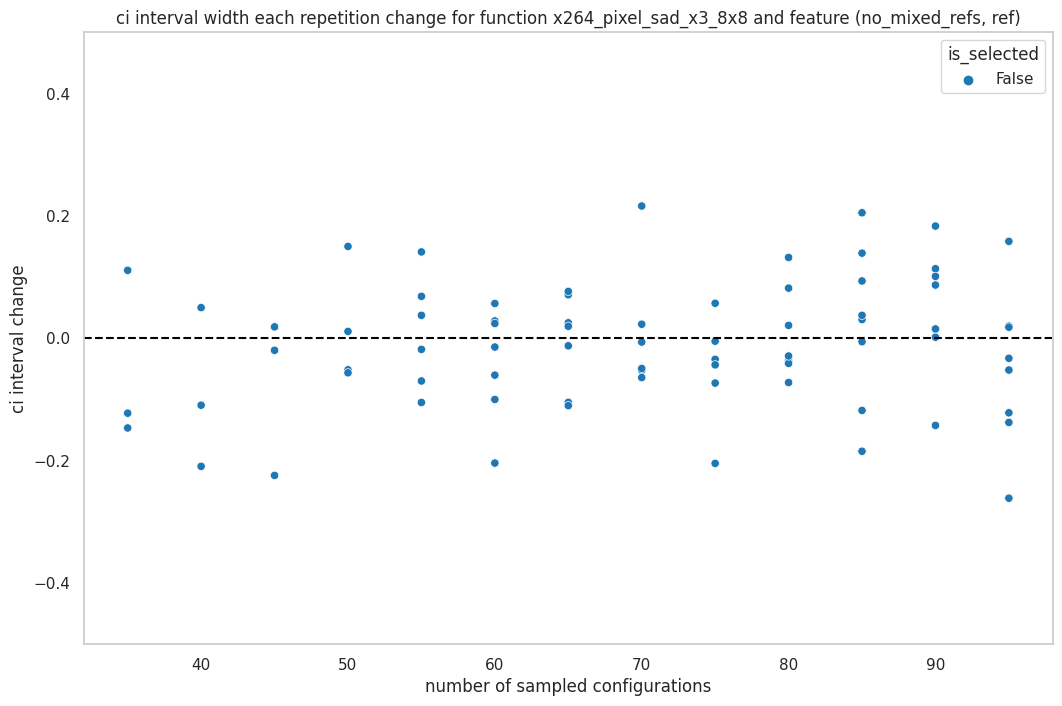 ci interval width each repetition change for function x264_pixel_sad_x3_8x8 and feature (no_mixed_refs, ref)
is_selected
False
0.4
0.2
0.0
−0.2
−0.4
ci interval change
40 50 60 70 80 90
number of sampled configurations